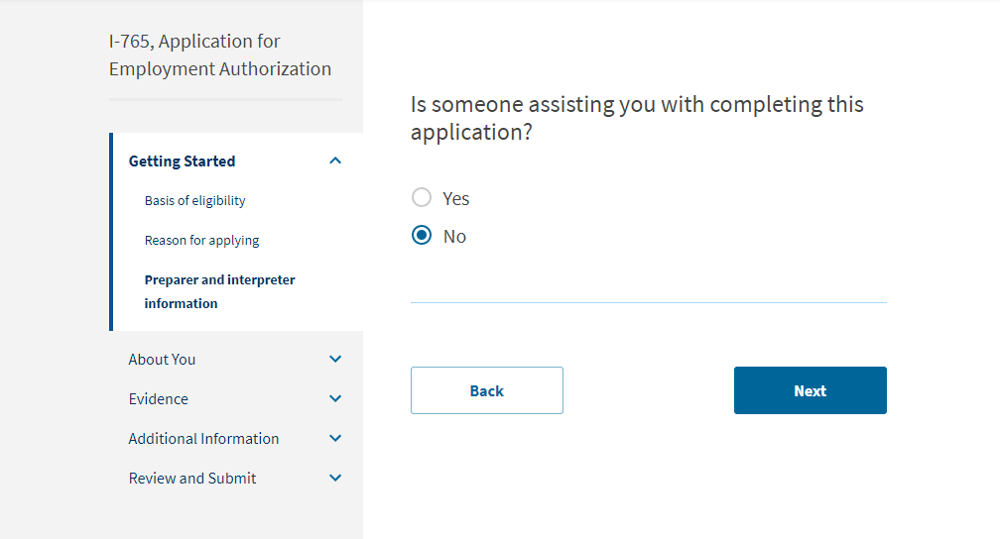 I-765, Application for
Employment Authorization
Getting Started
Basis of eligibility
Reason for applying
Preparer and interpreter
information
About You
Evidence
Additional Information
Review and Submit
Is someone assisting you with completing this
application?
Yes
No
Back
Next